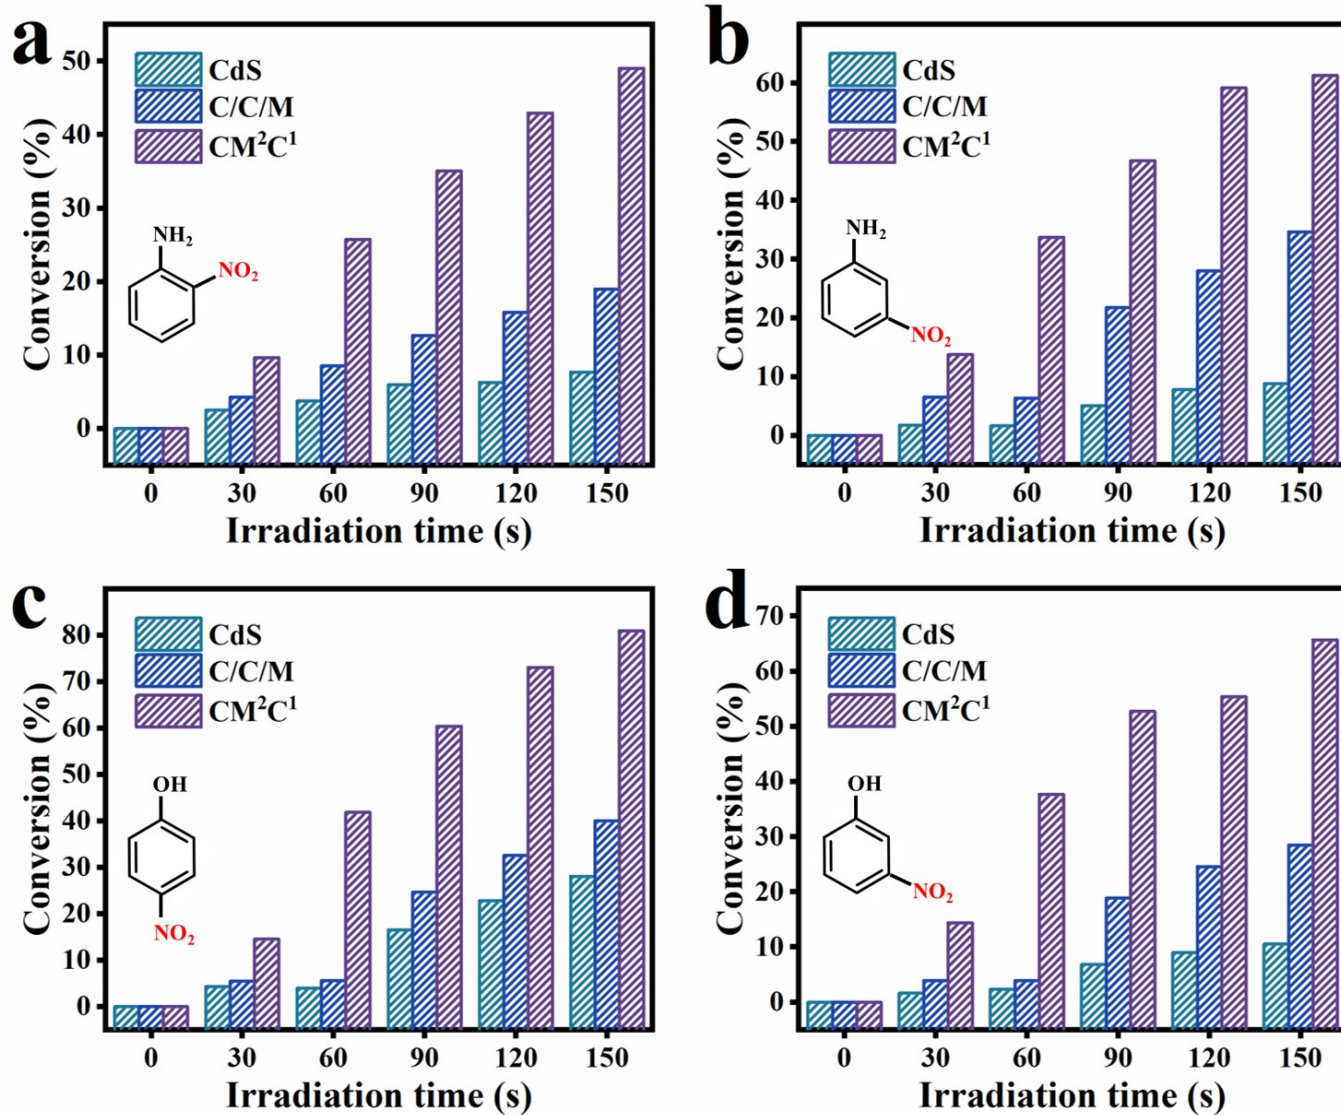 a
CdS
C/C/M
CM²C¹
50
40
30
20
10
0
Conversion (%)
NH₂
NO₂
0 30 60 90 120 150
Irradiation time (s)
b
CdS
C/C/M
CM²C¹
60
50
40
30
20
10
0
Conversion (%)
NH₂
NO₂
0 30 60 90 120 150
Irradiation time (s)
c
CdS
C/C/M
CM²C¹
80
70
60
50
40
30
20
10
0
Conversion (%)
OH
NO₂
0 30 60 90 120 150
Irradiation time (s)
d
CdS
C/C/M
CM²C¹
70
60
50
40
30
20
10
0
Conversion (%)
OH
NO₂
0 30 60 90 120 150
Irradiation time (s)